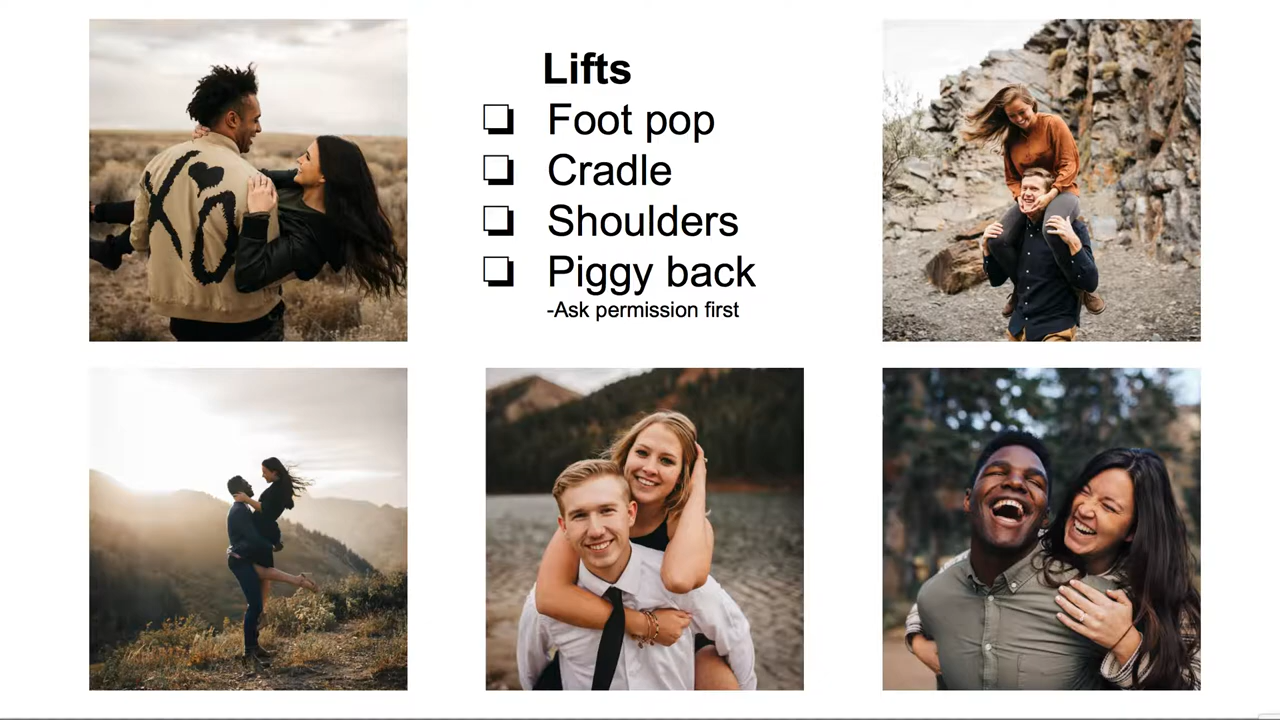 XO
Lifts
Foot pop
Cradle
Shoulders
Piggy back
-Ask permission first